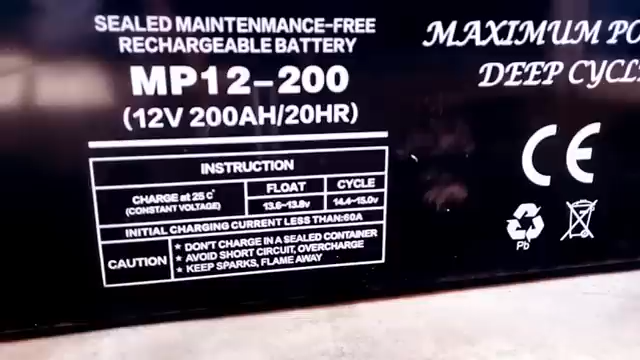 SEALED MAINTENMANCE-FREE
RECHARGEABLE BATTERY
MP12-200
(12V 200AH/20HR)
MAXIMUM PO
DEEP CYCL
INSTRUCTION
CHARGE at 25 C°
(CONSTANT VOLTAGE)
FLOAT
CYCLE
13.6-13.8v
14.4-15.0v
INITIAL CHARGING CURRENT LESS THAN:60A
CAUTION
* DON'T CHARGE IN A SEALED CONTAINER
* AVOID SHORT CIRCUIT, OVERCHARGE
* KEEP SPARKS, FLAME AWAY
CE
Pb